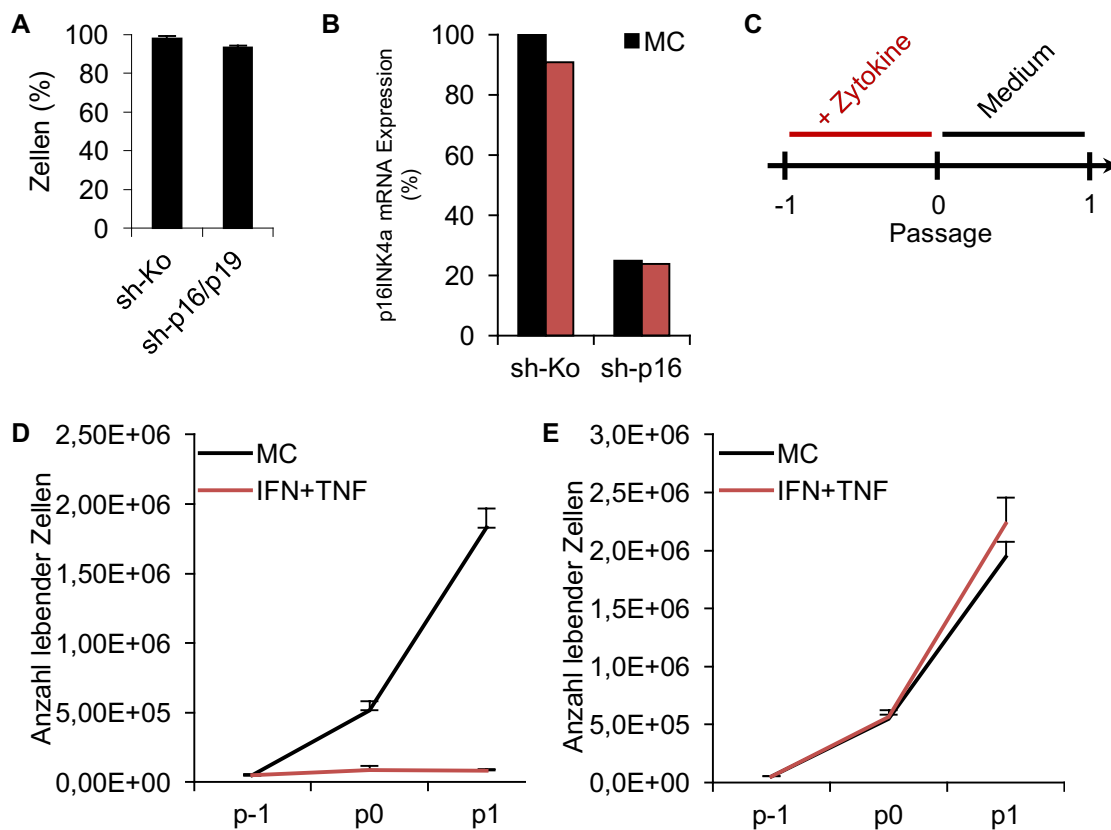 A
Zellen (%)
100
80
60
40
20
0
sh-Ko
sh-p16/p19
B
p16INK4a mRNA Expression
(%)
100
80
60
40
20
0
MC
sh-Ko
sh-p16
C
+ Zytokine
Medium
-1
0
1
Passage
D
Anzahl lebender Zellen
2,50E+06
2,00E+06
1,50E+06
1,00E+06
5,00E+05
0,00E+00
MC
IFN+TNF
p-1
p0
p1
E
Anzahl lebender Zellen
3,0E+06
2,5E+06
2,0E+06
1,5E+06
1,0E+06
5,0E+05
0,0E+00
MC
IFN+TNF
p-1
p0
p1